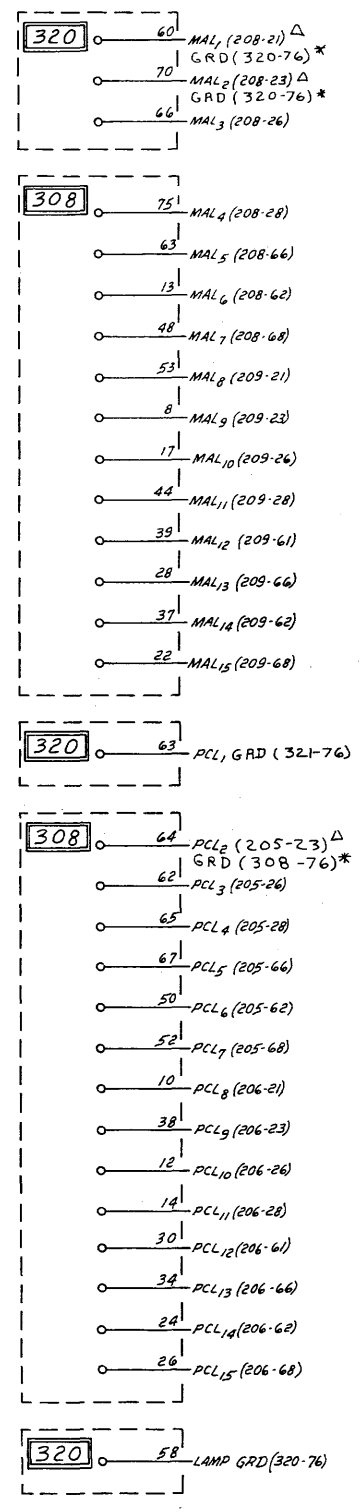 320 60 MAL1 (208-21) △
GRD (320-76) *
70 MAL2 (208-23) △
GRD (320-76) *
66 MAL3 (208-26)
308 75 MAL4 (208-28)
63 MAL5 (208-66)
13 MAL6 (208-62)
48 MAL7 (208-68)
53 MAL8 (209-21)
8 MAL9 (209-23)
17 MAL10 (209-26)
44 MAL11 (209-28)
39 MAL12 (209-61)
28 MAL13 (209-66)
37 MAL14 (209-62)
22 MAL15 (209-68)
320 63 PCL1 GRD (321-76)
308 64 PCL2 (205-23) △
GRD (308-76) *
62 PCL3 (205-26)
65 PCL4 (205-28)
67 PCL5 (205-66)
50 PCL6 (205-62)
52 PCL7 (205-68)
10 PCL8 (206-21)
38 PCL9 (206-23)
12 PCL10 (206-26)
14 PCL11 (206-28)
30 PCL12 (206-61)
34 PCL13 (206-66)
24 PCL14 (206-62)
26 PCL15 (206-68)
320 58 LAMP GRD (320-76)